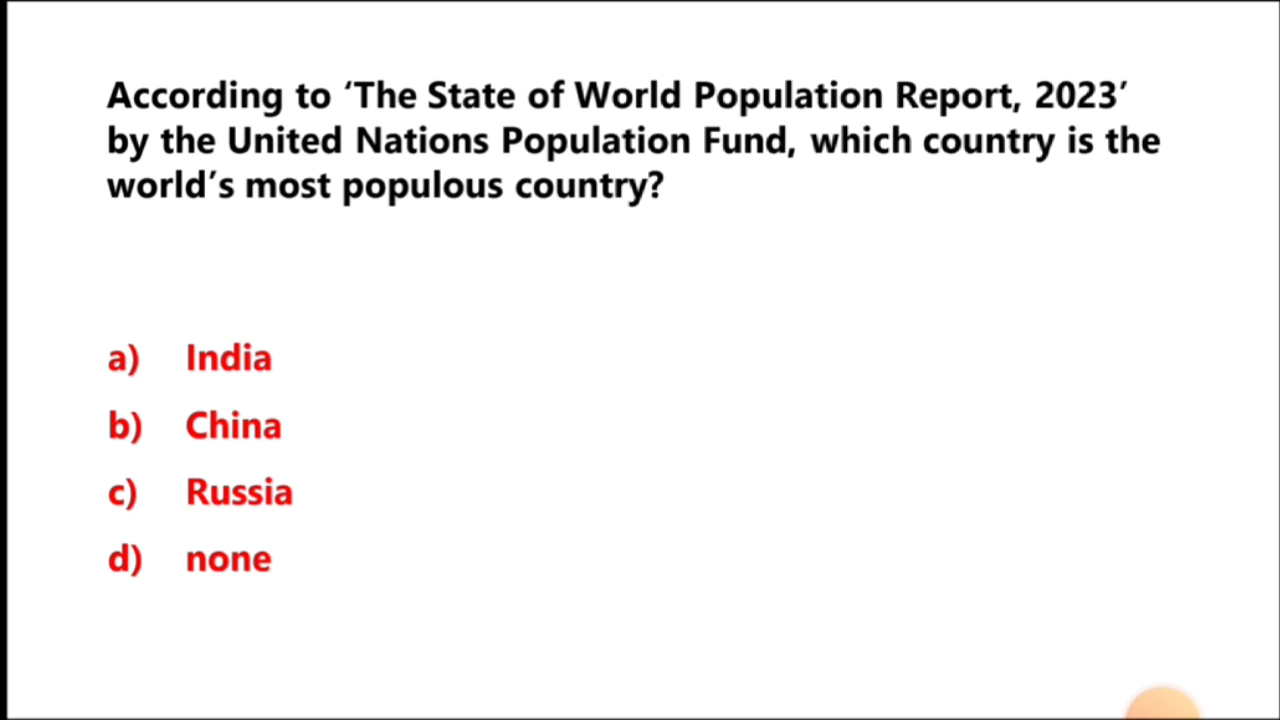 According to ‘The State of World Population Report, 2023’
by the United Nations Population Fund, which country is the
world’s most populous country?
a) India
b) China
c) Russia
d) none